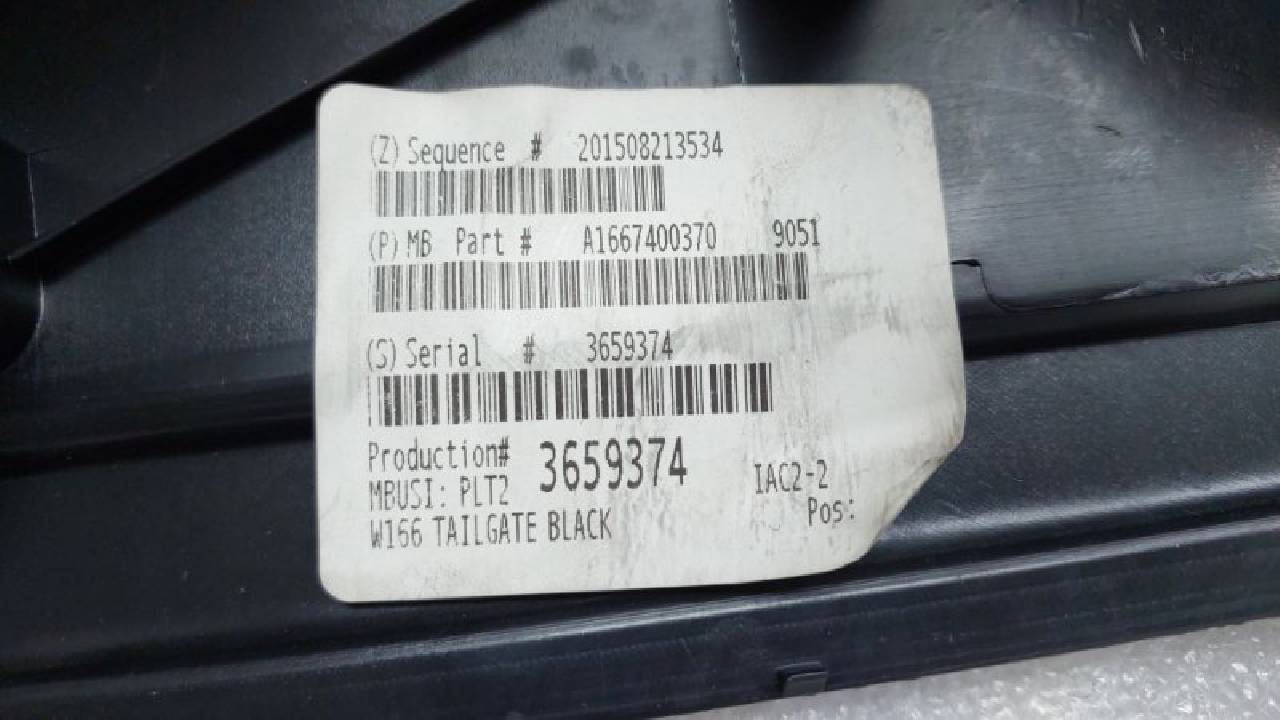 (Z) Sequence # 201508213534
(P) MB Part # A1667400370 9051
(S) Serial # 3659374
Production# 3659374
MBUSI: PLT2 IAC2-2
W166 TAILGATE BLACK Pos: